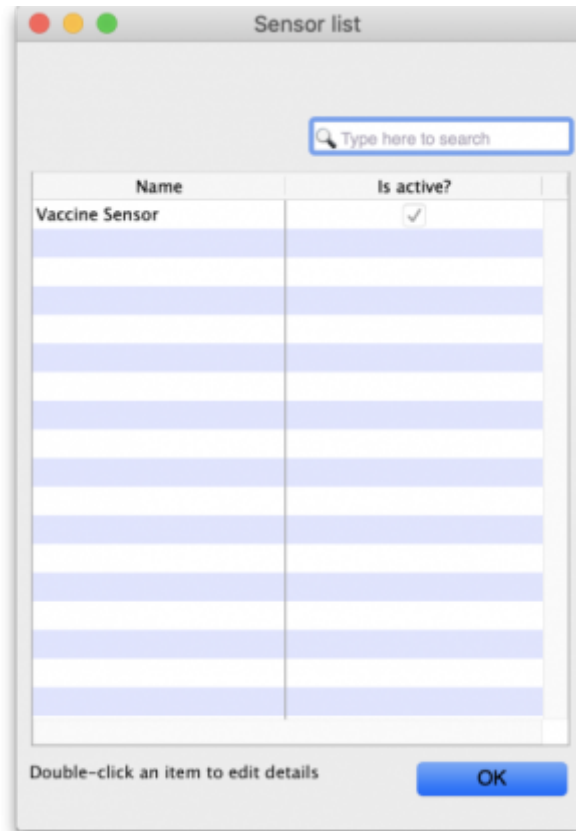 Sensor list
Type here to search
Name Is active?
Vaccine Sensor
Double-click an item to edit details OK